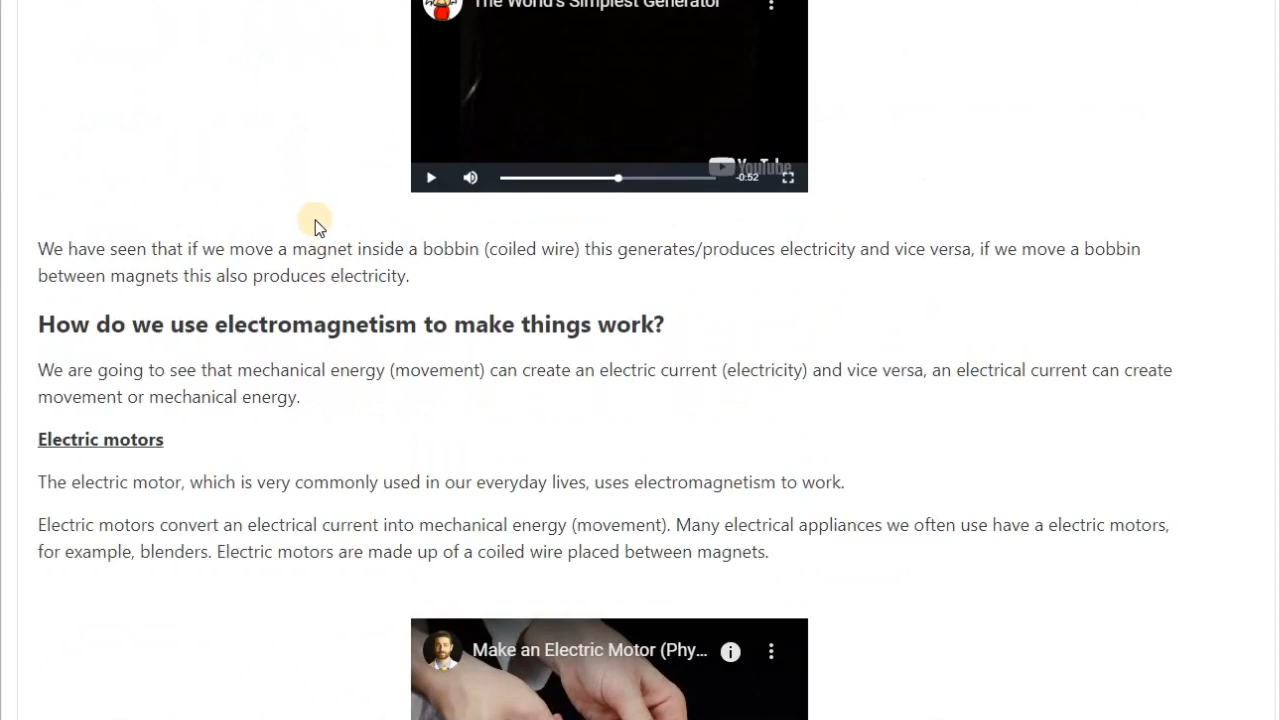 The World's Simplest Generator
YouTube
-0:52
We have seen that if we move a magnet inside a bobbin (coiled wire) this generates/produces electricity and vice versa, if we move a bobbin
between magnets this also produces electricity.
How do we use electromagnetism to make things work?
We are going to see that mechanical energy (movement) can create an electric current (electricity) and vice versa, an electrical current can create
movement or mechanical energy.
Electric motors
The electric motor, which is very commonly used in our everyday lives, uses electromagnetism to work.
Electric motors convert an electrical current into mechanical energy (movement). Many electrical appliances we often use have a electric motors,
for example, blenders. Electric motors are made up of a coiled wire placed between magnets.
Make an Electric Motor (Phy...